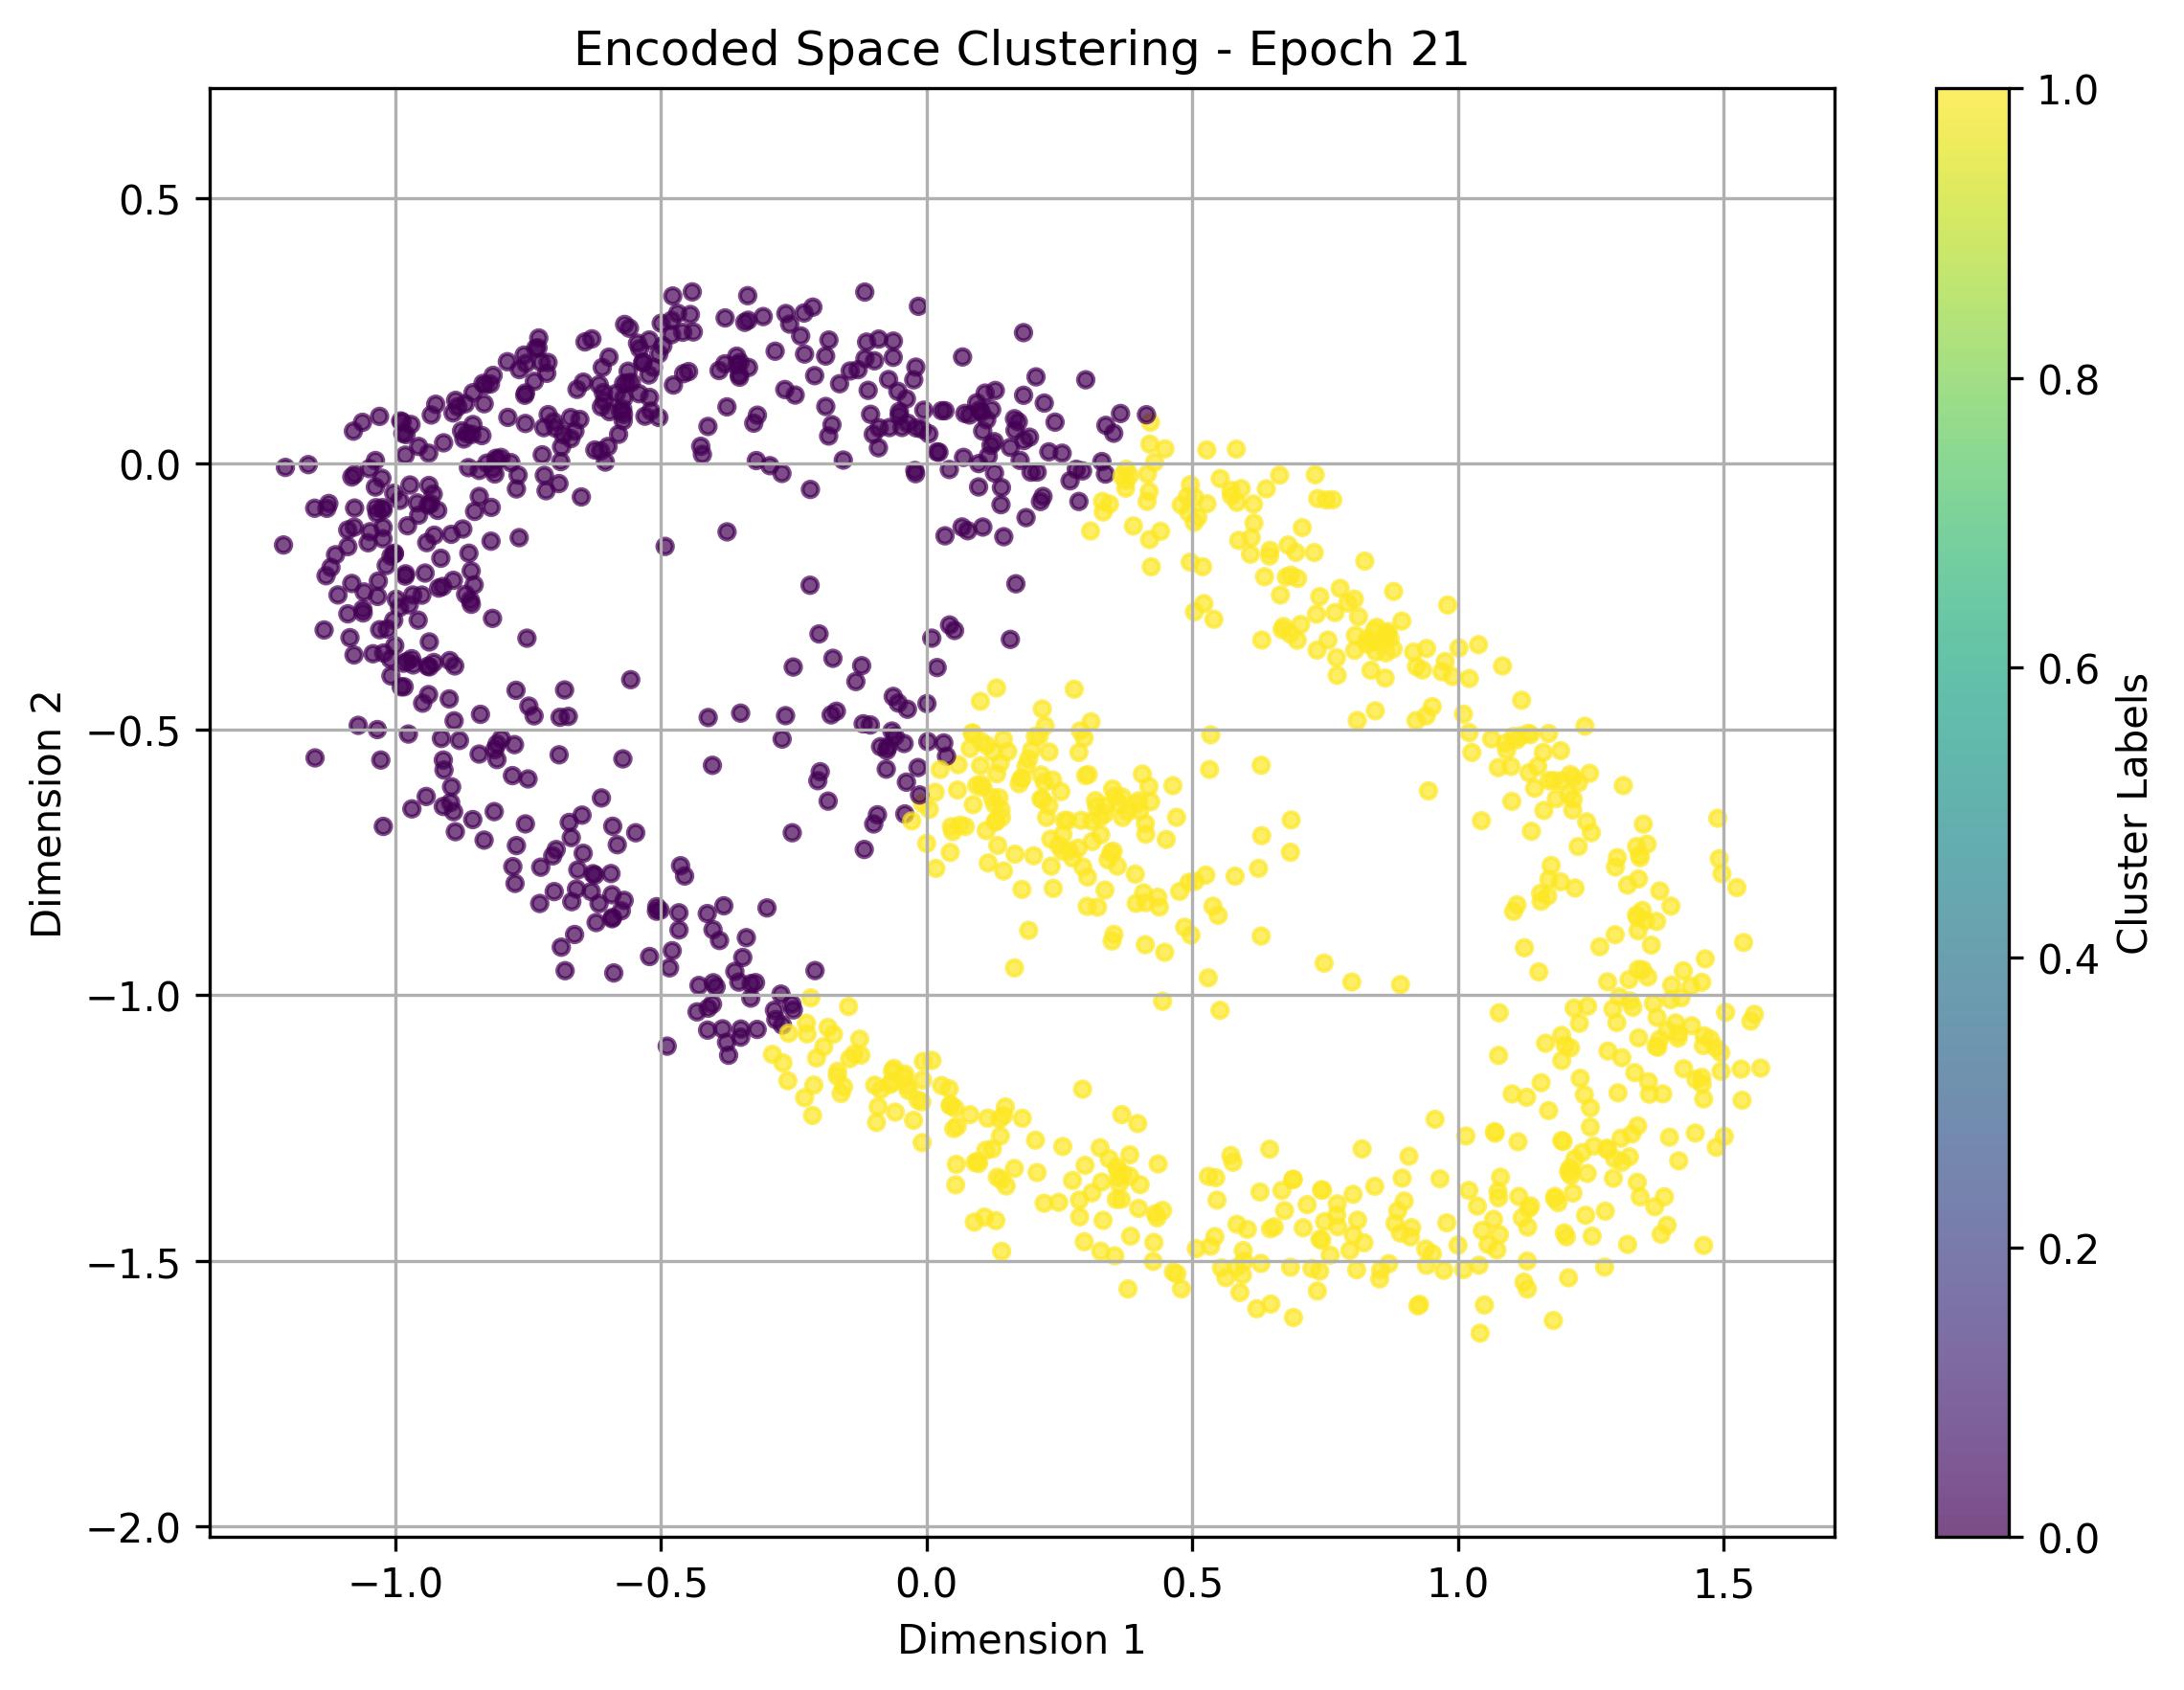 Encoded Space Clustering - Epoch 21
0.5
0.0
−0.5
−1.0
−1.5
−2.0
Dimension 2
−1.0 −0.5 0.0 0.5 1.0 1.5
Dimension 1
1.0
0.8
0.6
0.4
0.2
0.0
Cluster Labels